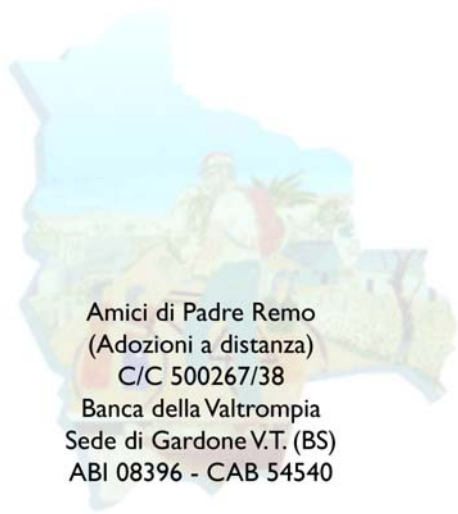 Amici di Padre Remo
(Adozioni a distanza)
C/C 500267/38
Banca della Valtrompia
Sede di Gardone V.T. (BS)
ABI 08396 - CAB 54540